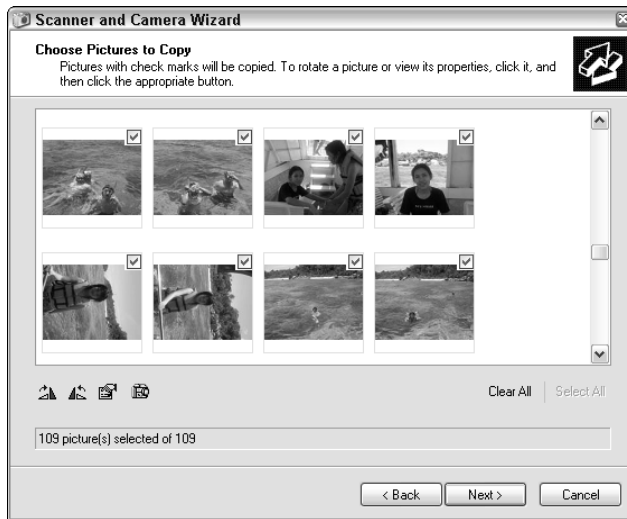 Scanner and Camera Wizard
Choose Pictures to Copy
Pictures with check marks will be copied. To rotate a picture or view its properties, click it, and
then click the appropriate button.
Clear All
Select All
109 picture(s) selected of 109
< Back
Next >
Cancel